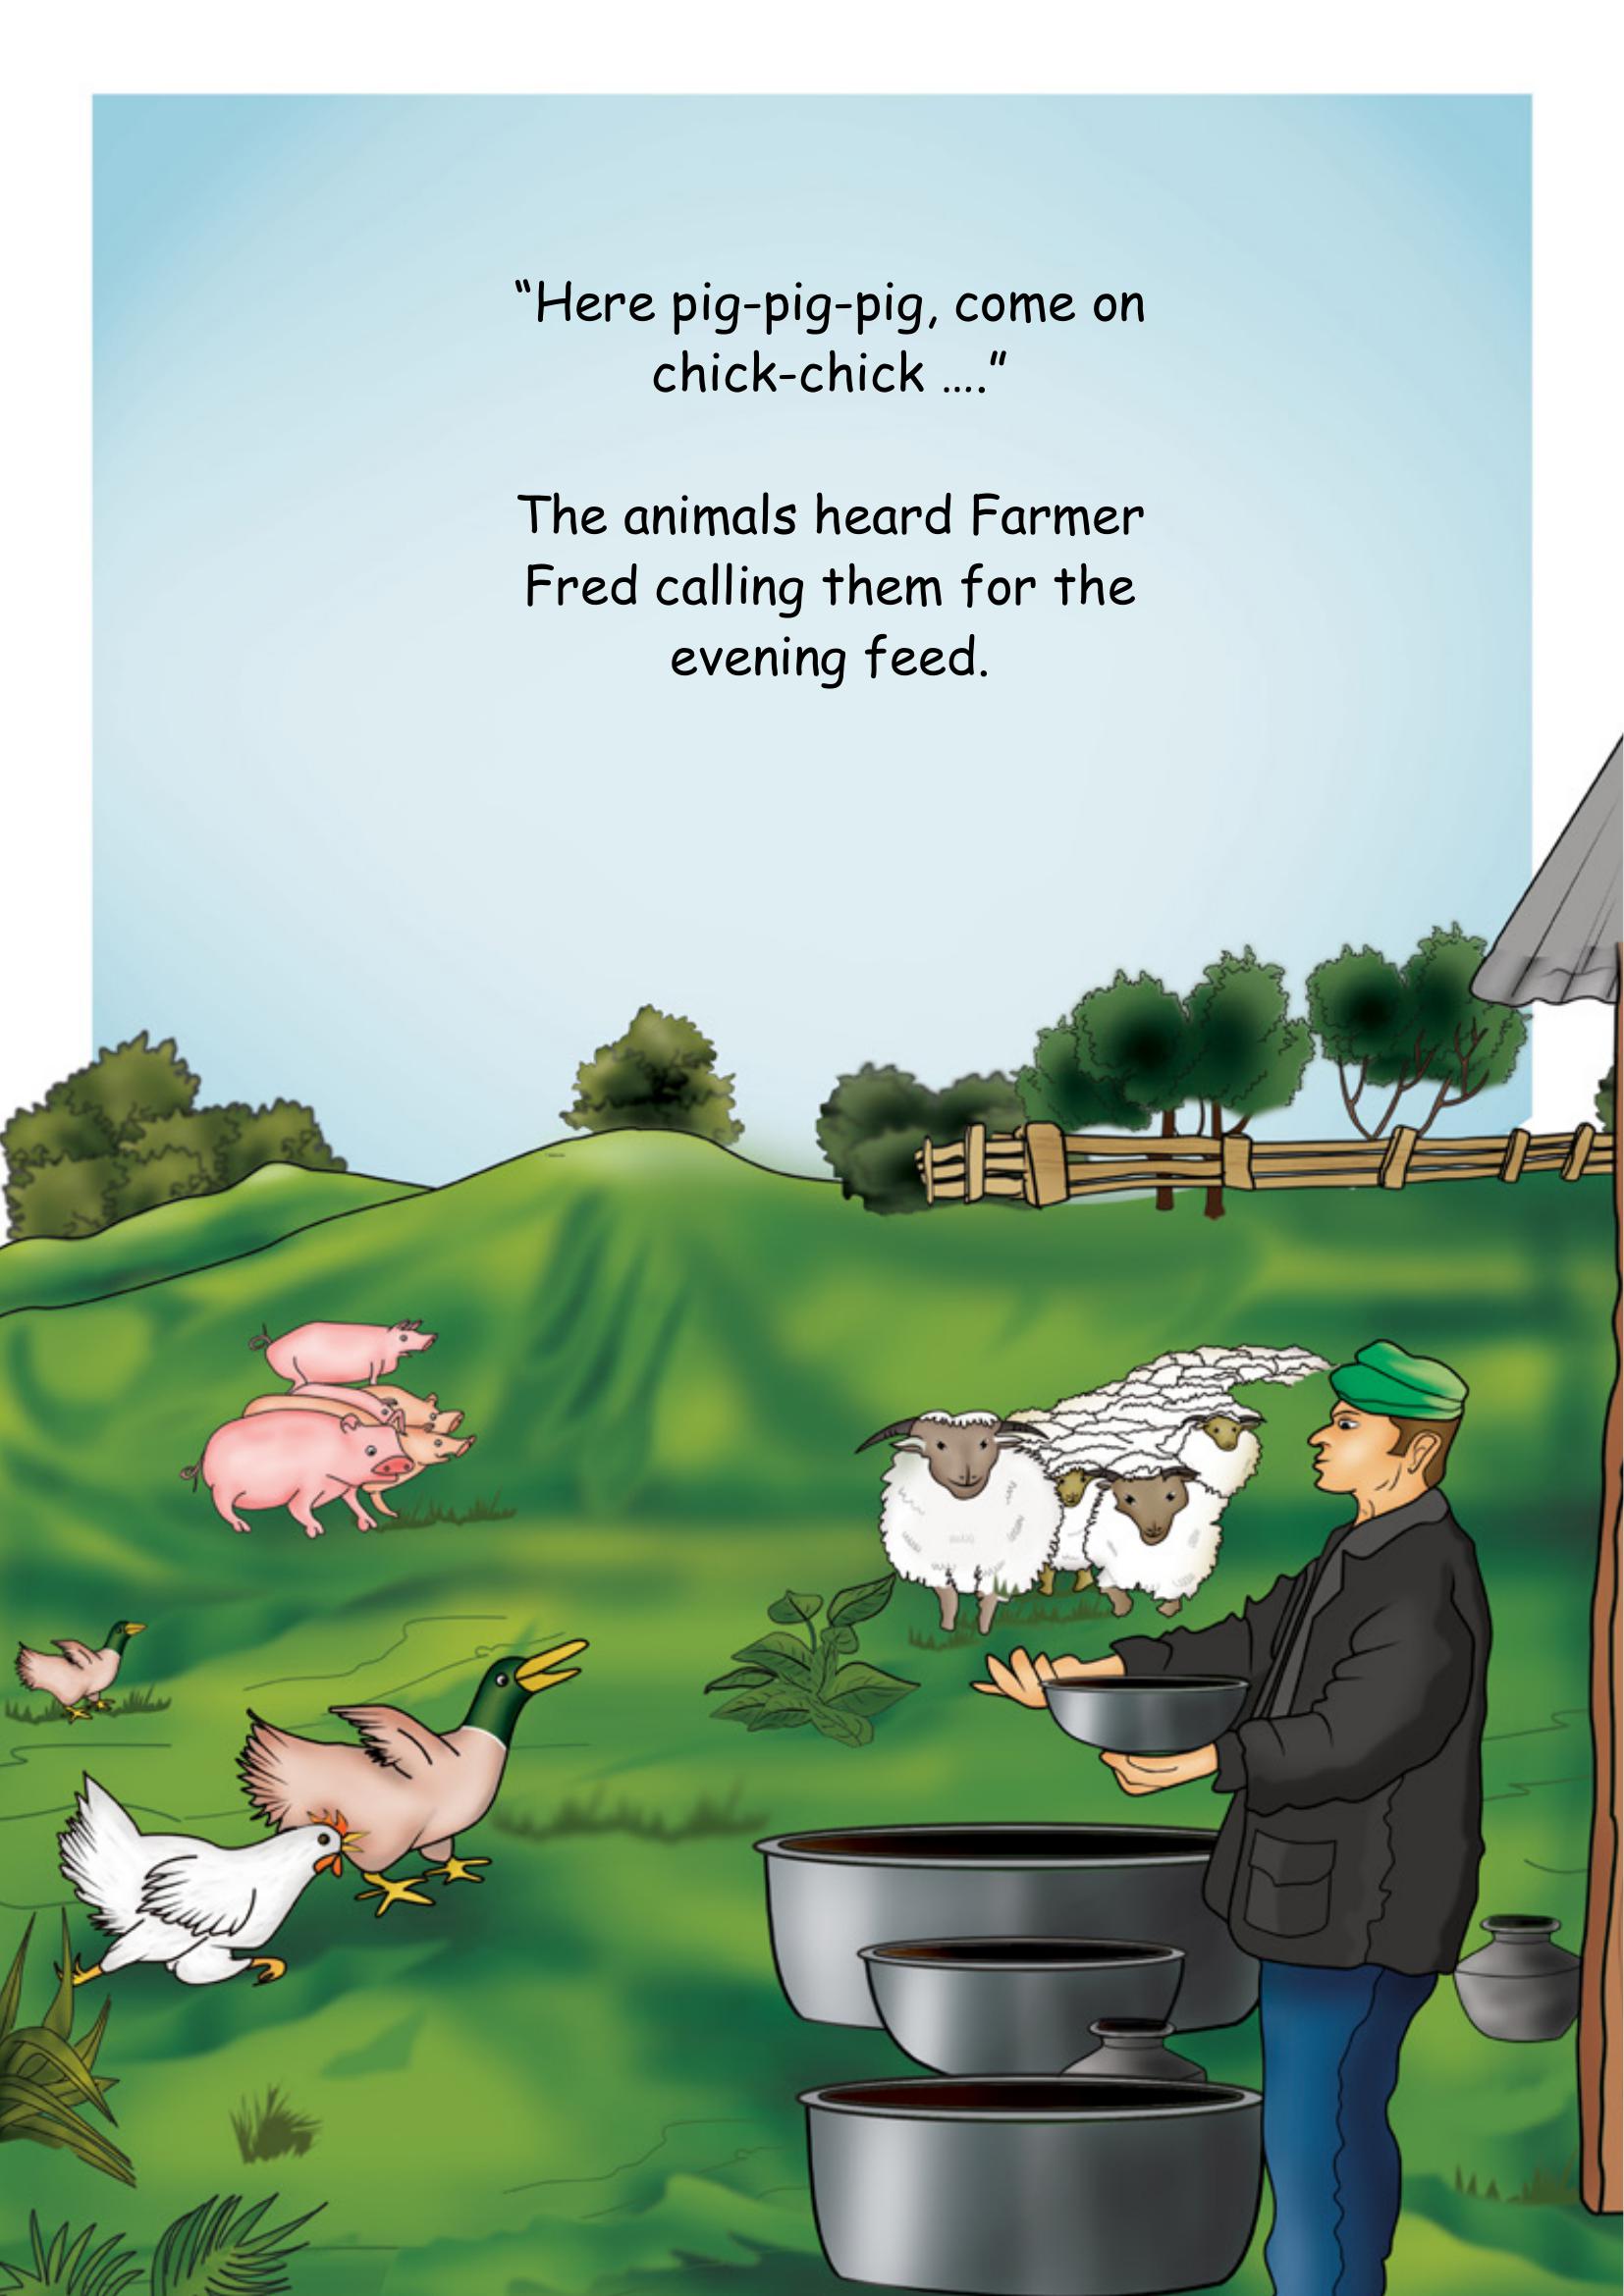 “Here pig-pig-pig, come on
chick-chick ....”
The animals heard Farmer
Fred calling them for the
evening feed.